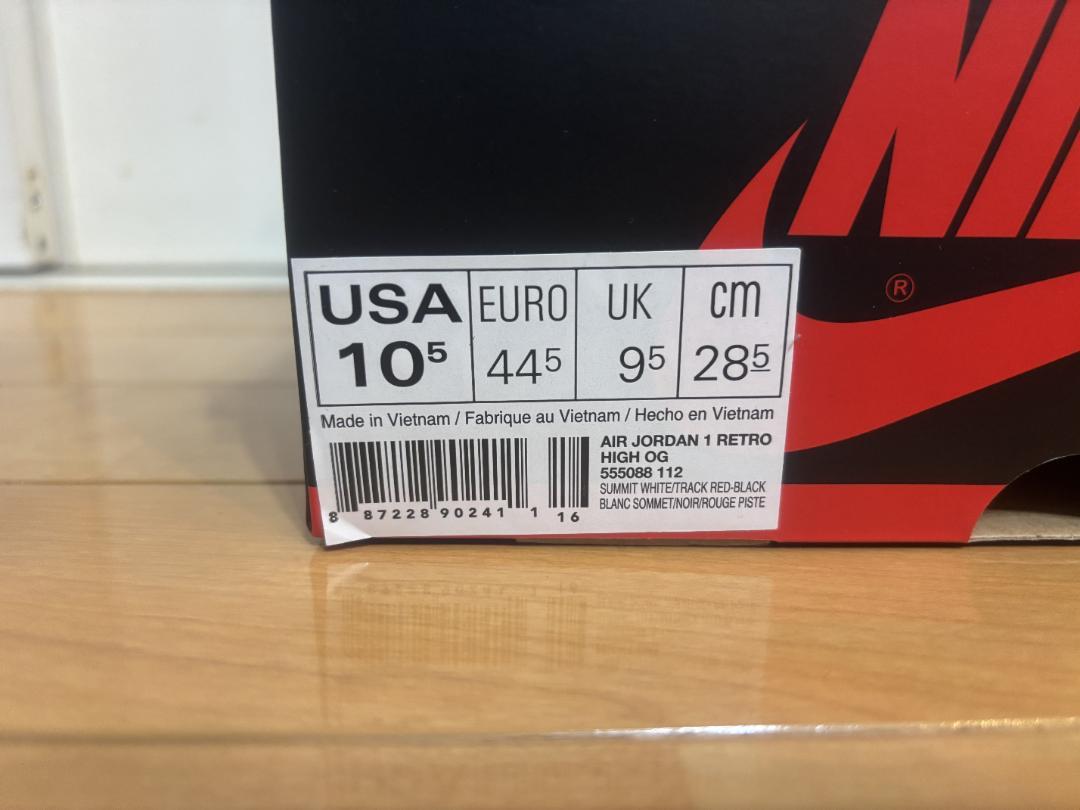 NI
®
USA EURO UK cm
10⁵ 44⁵ 9⁵ 28⁵
Made in Vietnam / Fabrique au Vietnam / Hecho en Vietnam
AIR JORDAN 1 RETRO
HIGH OG
555088 112
SUMMIT WHITE/TRACK RED-BLACK
BLANC SOMMET/NOIR/ROUGE PISTE
8 87228 90241 1 16